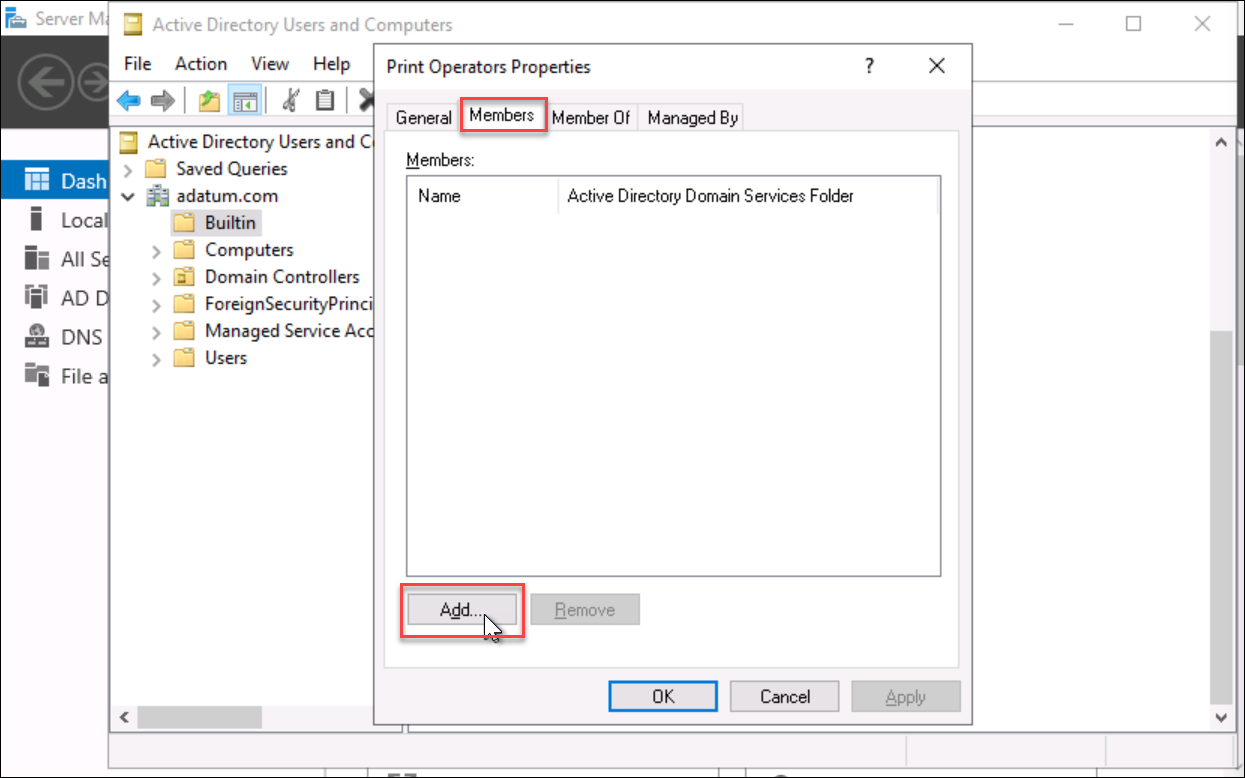 Server Ma
Active Directory Users and Computers
File Action View Help
Print Operators Properties
?
General Members Member Of Managed By
Members:
Name Active Directory Domain Services Folder
Active Directory Users and C
Saved Queries
adatum.com
Builtin
Computers
Domain Controllers
ForeignSecurityPrinci
Managed Service Acc
Users
Dash
Local
All Se
AD D
DNS
File a
Add... Remove
OK Cancel Apply